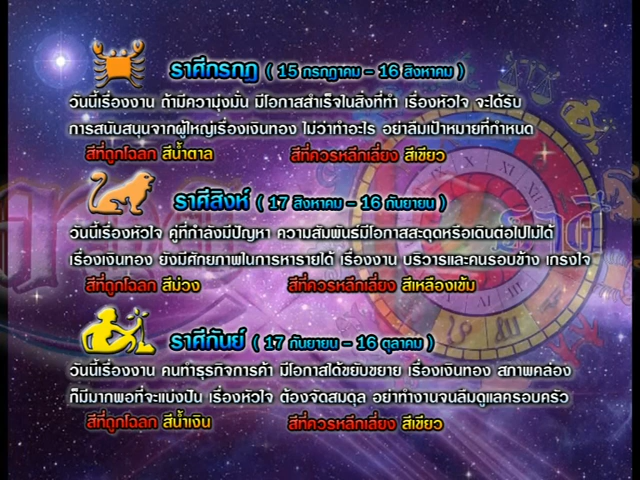 ราศีกรกฎ ( 15 กรกฎาคม - 16 สิงหาคม )
วันนี้เรื่องงาน ถ้ามีความมุ่งมั่น มีโอกาสสำเร็จในสิ่งที่ทำ เรื่องหัวใจ จะได้รับ
การสนับสนุนจากผู้ใหญ่เรื่องเงินทอง ไม่ว่าทำอะไร อย่าลืมเป้าหมายที่กำหนด
สีที่ถูกโฉลก สีน้ำตาล สีที่ควรหลีกเลี่ยง สีเขียว
ราศีสิงห์ ( 17 สิงหาคม - 16 กันยายน )
วันนี้เรื่องหัวใจ คู่ที่กำลังมีปัญหา ความสัมพันธ์มีโอกาสสะดุดหรือเดินต่อไปไม่ได้
เรื่องเงินทอง ยังมีศักยภาพในการหารายได้ เรื่องงาน บริวารและคนรอบข้าง เกรงใจ
สีที่ถูกโฉลก สีม่วง สีที่ควรหลีกเลี่ยง สีเหลืองเข้ม
ราศีกันย์ ( 17 กันยายน - 16 ตุลาคม )
วันนี้เรื่องงาน คนทำธุรกิจการค้า มีโอกาสได้ขยับขยาย เรื่องเงินทอง สภาพคล่อง
ก็มีมากพอที่จะแบ่งปัน เรื่องหัวใจ ต้องจัดสมดุล อย่าทำงานจนลืมดูแลครอบครัว
สีที่ถูกโฉลก สีน้ำเงิน สีที่ควรหลีกเลี่ยง สีเขียว